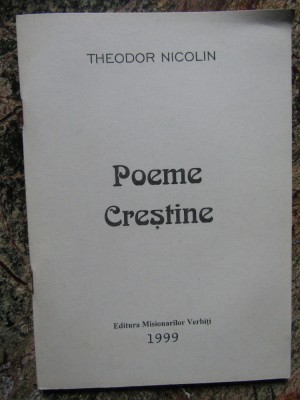 THEODOR NICOLIN
Poeme
Creștine
Editura Misionarilor Verbiți
1999